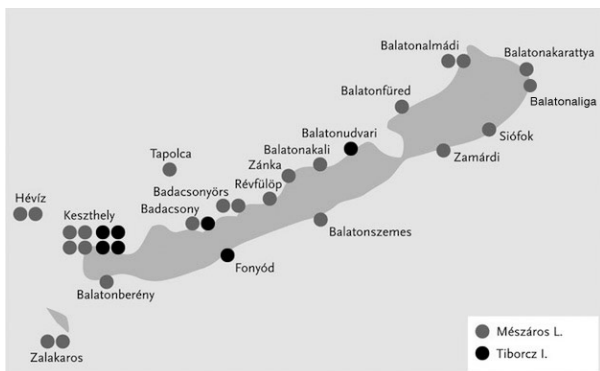 Balatonalmádi
Balatonakarattya
Balatonfüred
Balatonaliga
Balatonudvari
Siófok
Balatonakali
Zamárdi
Tapolca
Zánka
Badacsonyörs
Révfülöp
Hévíz
Keszthely
Badacsony
Balatonszemes
Fonyód
Balatonberény
Zalakaros
Mészáros L.
Tiborcz I.